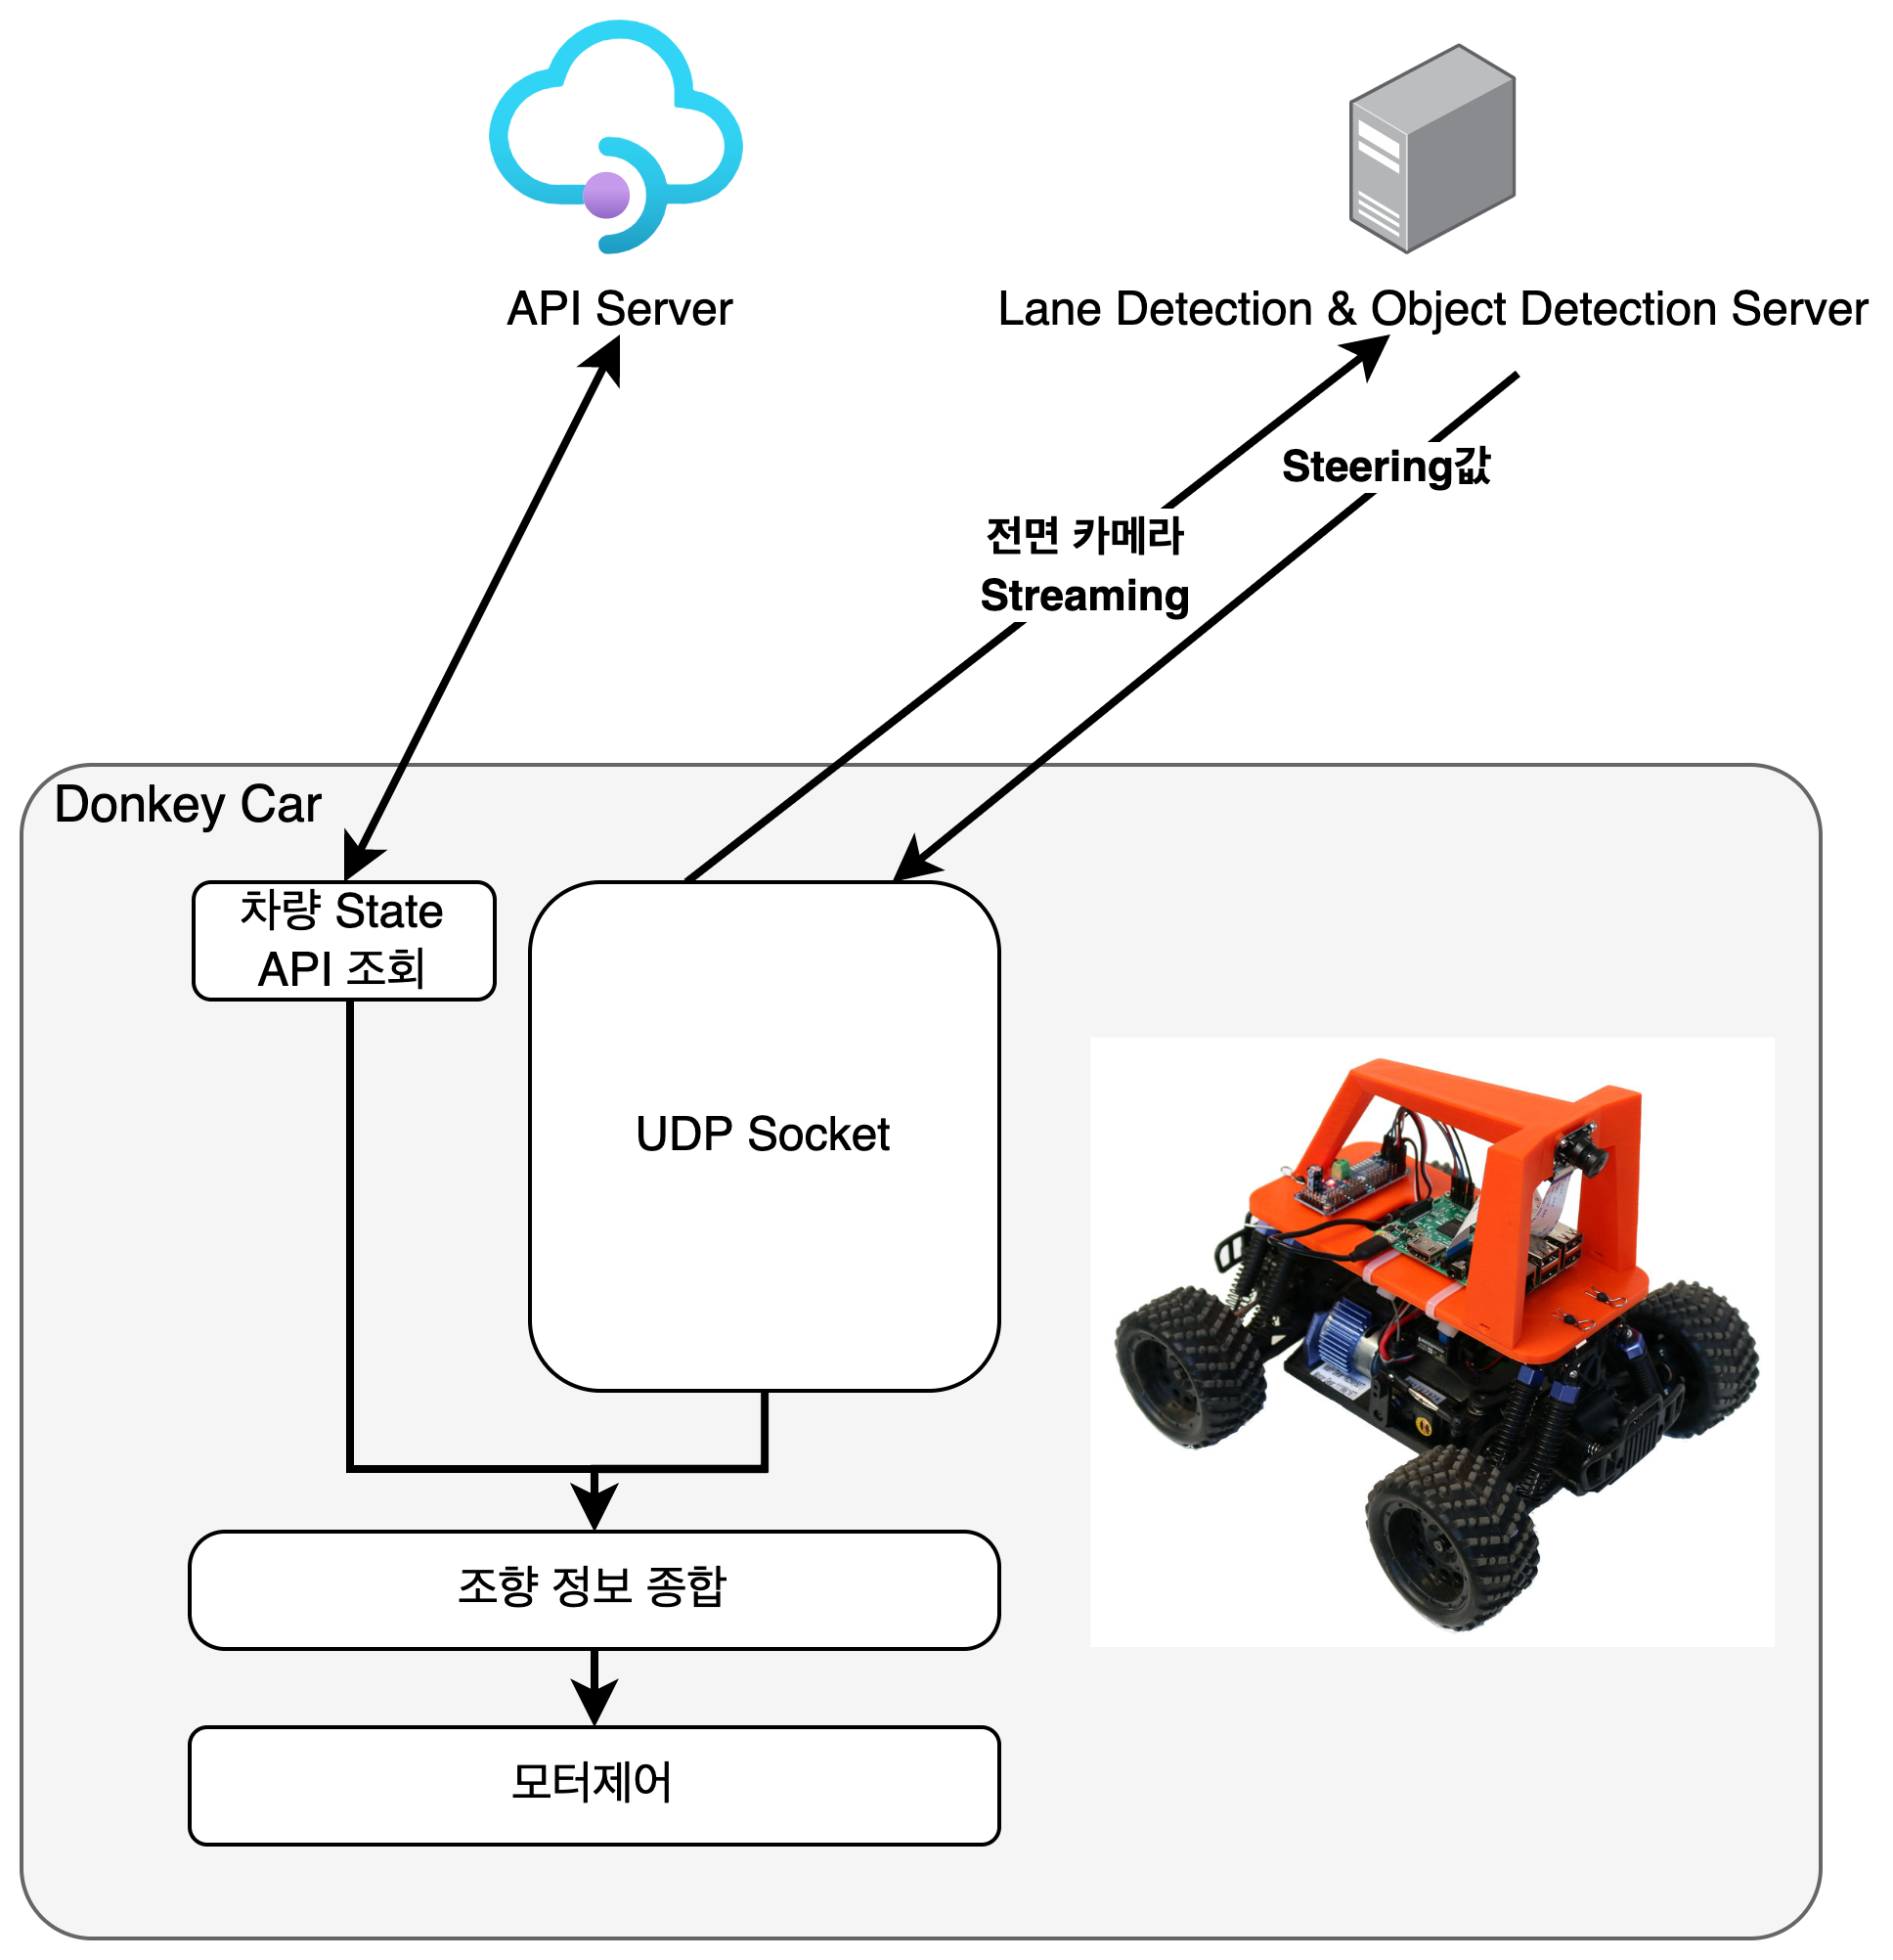 API Server
Lane Detection & Object Detection Server
Steering값
전면 카메라
Streaming
Donkey Car
차량 State
API 조회
UDP Socket
조향 정보 종합
모터제어